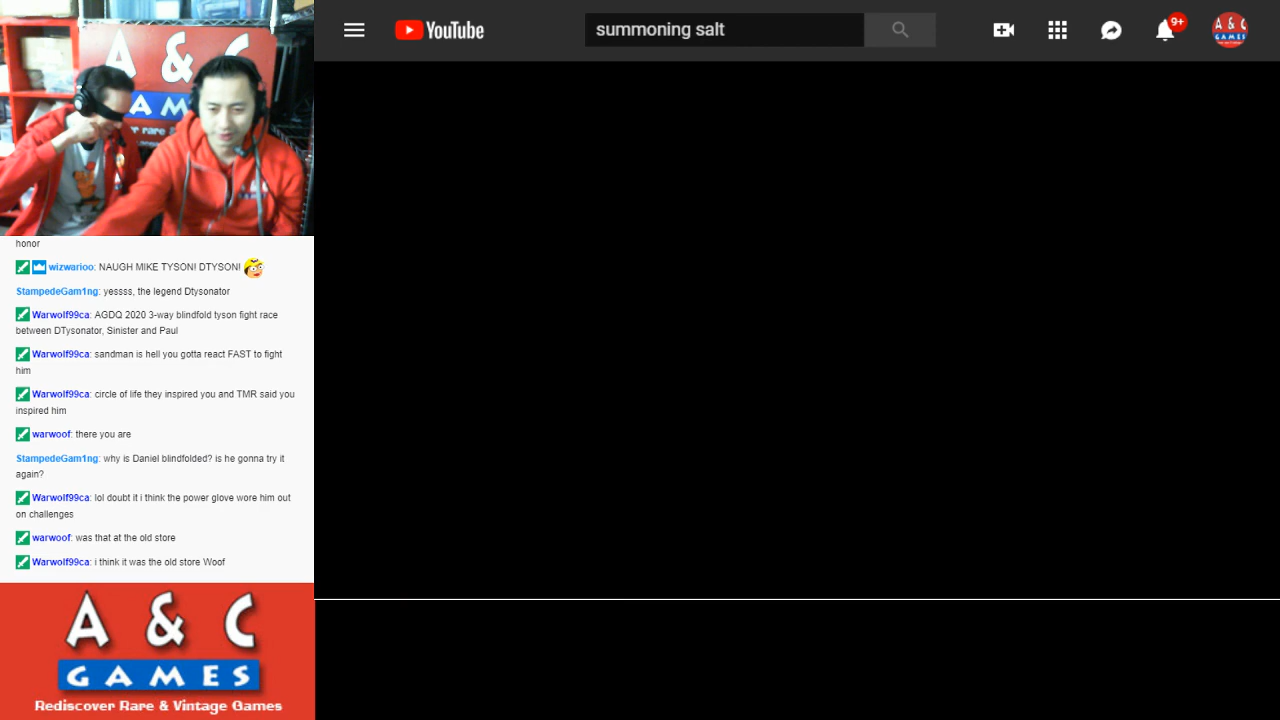 A & C
A M
r rare &
YouTube
summoning salt
9+
A & C
GAMES
honor
wizwarioo: NAUGH MIKE TYSON! DTYSON!
StampedeGam1ng: yessss, the legend Dtysonator
Warwolf99ca: AGDQ 2020 3-way blindfold tyson fight race
between DTysonator, Sinister and Paul
Warwolf99ca: sandman is hell you gotta react FAST to fight
him
Warwolf99ca: circle of life they inspired you and TMR said you
inspired him
warwoof: there you are
StampedeGam1ng: why is Daniel blindfolded? is he gonna try it
again?
Warwolf99ca: lol doubt it i think the power glove wore him out
on challenges
warwoof: was that at the old store
Warwolf99ca: i think it was the old store Woof
A & C
GAMES
Rediscover Rare & Vintage Games